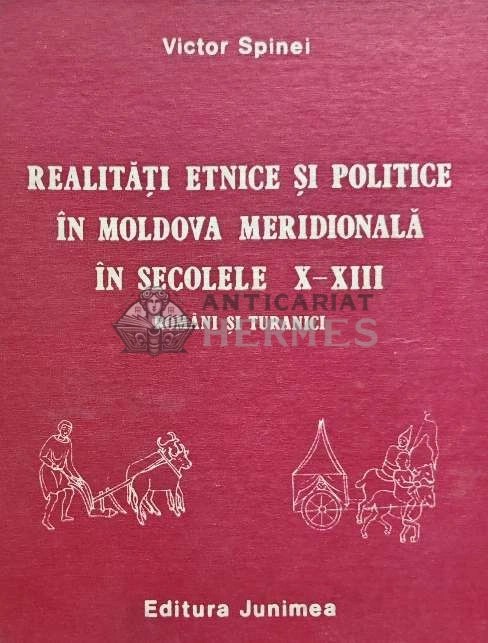 Victor Spinei
REALITĂȚI ETNICE ȘI POLITICE
ÎN MOLDOVA MERIDIONALĂ
ÎN SECOLELE X–XIII
ANTICARIAT
HERMES
ROMÂNI ȘI TURANICI
Editura Junimea